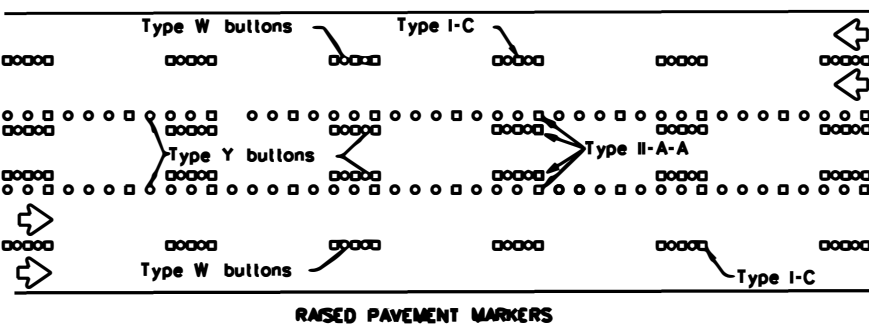 Type W buttons
Type I-C
Type Y buttons
Type II-A-A
Type W buttons
Type I-C
RAISED PAVEMENT MARKERS